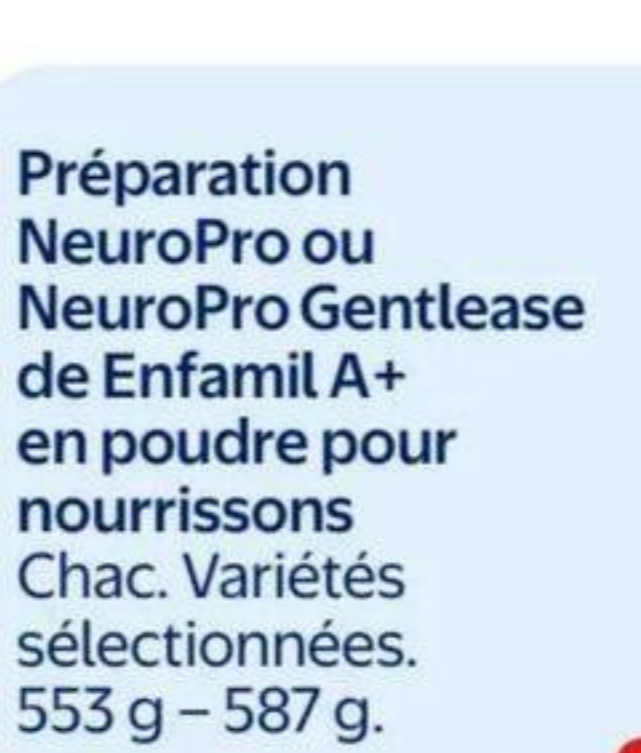 Préparation
NeuroPro ou
NeuroPro Gentlease
de Enfamil A+
en poudre pour
nourrissons
Chac. Variétés
sélectionnées.
553 g – 587 g.